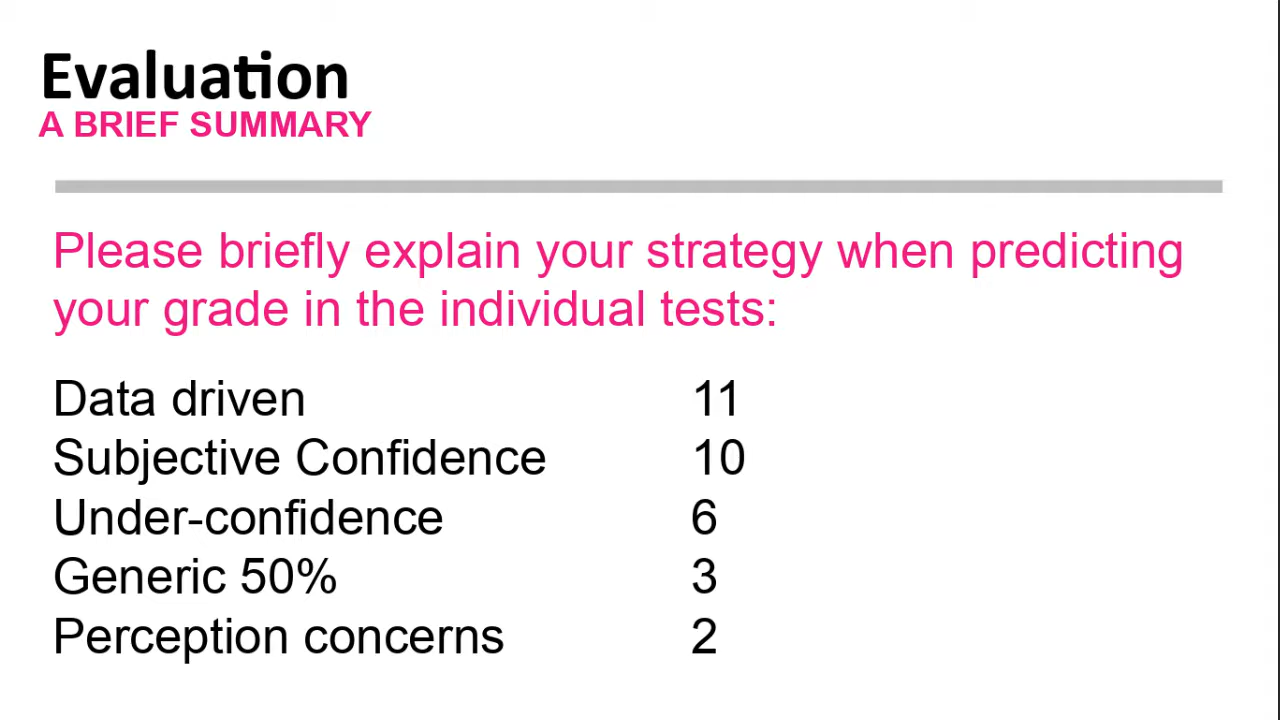 Evaluation
A BRIEF SUMMARY
Please briefly explain your strategy when predicting
your grade in the individual tests:
Data driven 11
Subjective Confidence 10
Under-confidence 6
Generic 50% 3
Perception concerns 2